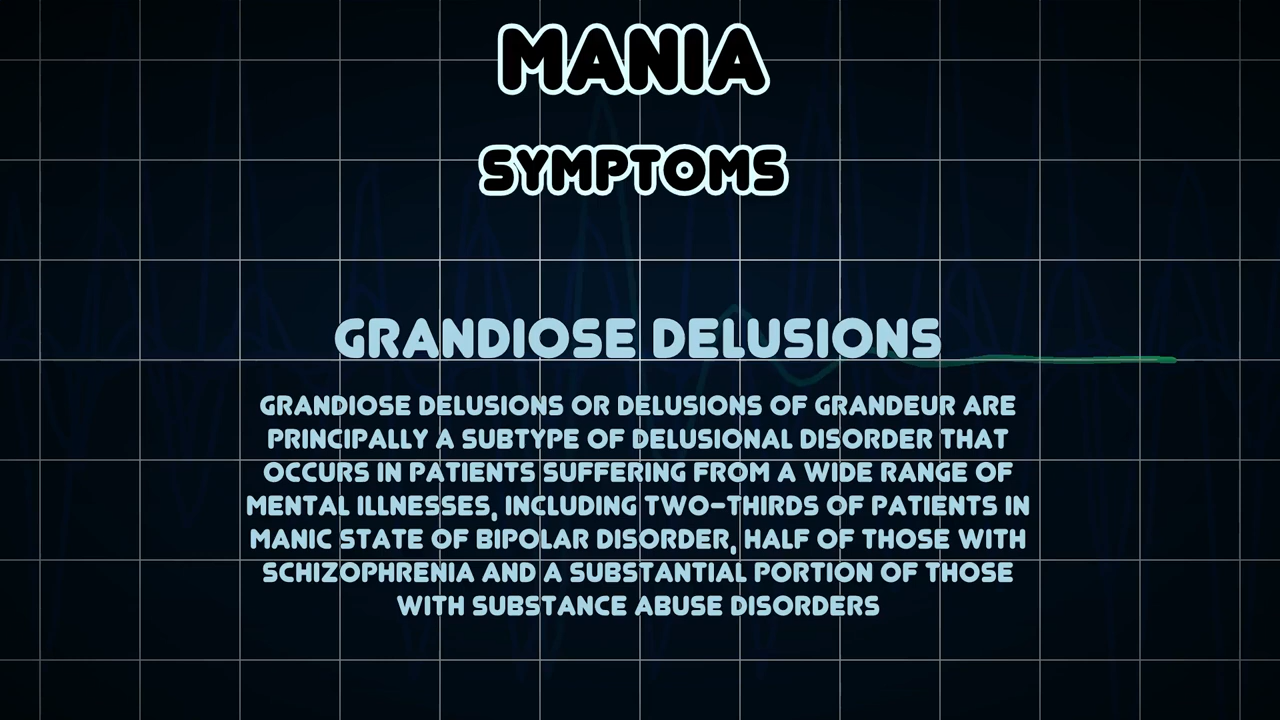 MANIA
SYMPTOMS
GRANDIOSE DELUSIONS
GRANDIOSE DELUSIONS OR DELUSIONS OF GRANDEUR ARE
PRINCIPALLY A SUBTYPE OF DELUSIONAL DISORDER THAT
OCCURS IN PATIENTS SUFFERING FROM A WIDE RANGE OF
MENTAL ILLNESSES, INCLUDING TWO-THIRDS OF PATIENTS IN
MANIC STATE OF BIPOLAR DISORDER, HALF OF THOSE WITH
SCHIZOPHRENIA AND A SUBSTANTIAL PORTION OF THOSE
WITH SUBSTANCE ABUSE DISORDERS